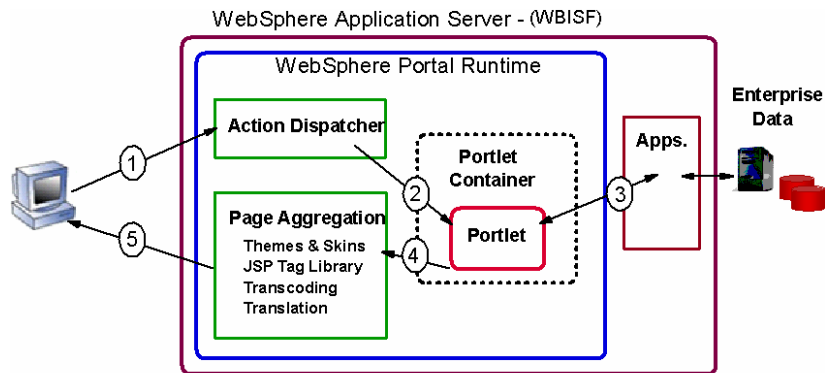 WebSphere Application Server - (WBISF)
WebSphere Portal Runtime
Action Dispatcher
1
2
Portlet
Container
Portlet
3
Apps.
Enterprise
Data
Page Aggregation
Themes & Skins
JSP Tag Library
Transcoding
Translation
4
5